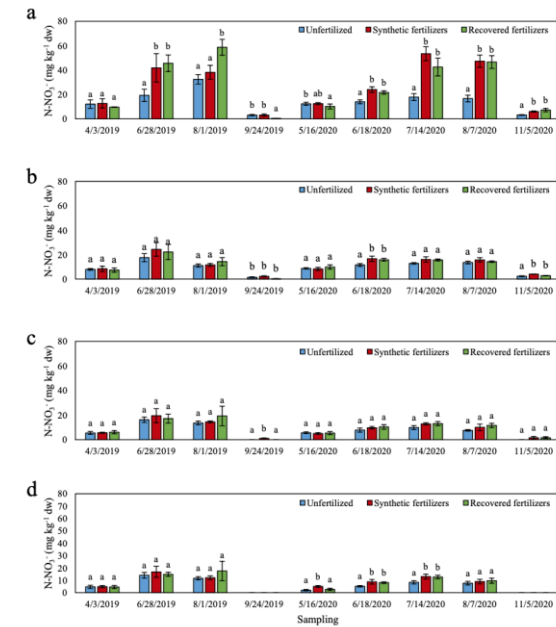 a
N-NO₃⁻ (mg kg⁻¹ dw)
80
60
40
20
0
Unfertilized Synthetic fertilizers Recovered fertilizers
a a a a b b a a b b b a b ab a a b b a b b a b b a b b
4/3/2019 6/28/2019 8/1/2019 9/24/2019 5/16/2020 6/18/2020 7/14/2020 8/7/2020 11/5/2020
b
N-NO₃⁻ (mg kg⁻¹ dw)
80
60
40
20
0
Unfertilized Synthetic fertilizers Recovered fertilizers
a a a a a a a a a b b a a a a a b b a a a a a a a b b
4/3/2019 6/28/2019 8/1/2019 9/24/2019 5/16/2020 6/18/2020 7/14/2020 8/7/2020 11/5/2020
c
N-NO₃⁻ (mg kg⁻¹ dw)
80
60
40
20
0
Unfertilized Synthetic fertilizers Recovered fertilizers
a a a a a a a a a a b a a a a a a a a a a a a a a a a
4/3/2019 6/28/2019 8/1/2019 9/24/2019 5/16/2020 6/18/2020 7/14/2020 8/7/2020 11/5/2020
d
N-NO₃⁻ (mg kg⁻¹ dw)
80
70
60
50
40
30
20
10
0
Unfertilized Synthetic fertilizers Recovered fertilizers
a a a a a a a a a a b a a b b a b b a a a
4/3/2019 6/28/2019 8/1/2019 9/24/2019 5/16/2020 6/18/2020 7/14/2020 8/7/2020 11/5/2020
Sampling